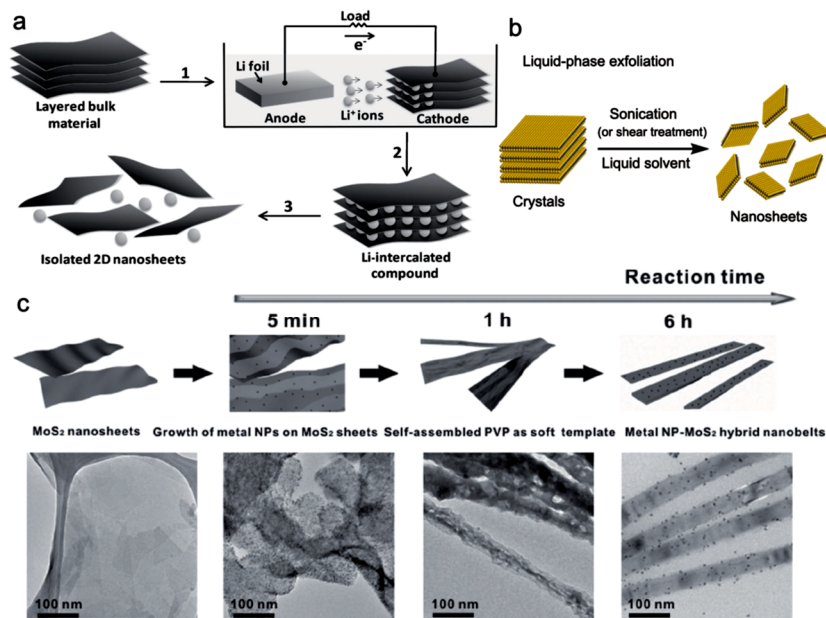 a
Layered bulk
material
1
Load
e⁻
Li foil
Anode
Li⁺ ions
Cathode
2
Li-intercalated
compound
3
Isolated 2D nanosheets
b
Liquid-phase exfoliation
Crystals
Sonication
(or shear treatment)
Liquid solvent
Nanosheets
c
Reaction time
5 min
1 h
6 h
MoS₂ nanosheets
Growth of metal NPs on MoS₂ sheets
Self-assembled PVP as soft template
Metal NP-MoS₂ hybrid nanobelts
100 nm
100 nm
100 nm
100 nm